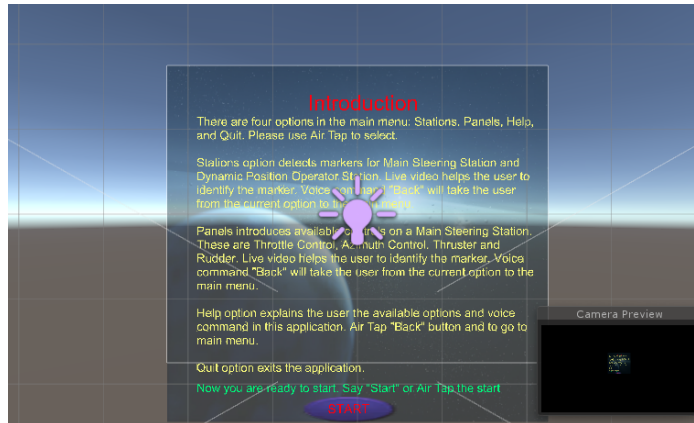 Introduction
There are four options in the main menu: Stations, Panels, Help,
and Quit. Please use Air Tap to select.
Stations option detects markers for Main Steering Station and
Dynamic Position Operator Station. Live video helps the user to
identify the marker. Voice command "Back" will take the user
from the current option to the main menu.
Panels introduces available on a Main Steering Station.
These are Throttle Control, Azimuth Control, Thruster and
Rudder. Live video helps the user to identify the marker. Voice
command "Back" will take the user from the current option to the
main menu.
Help option explains the user the available options and voice
command in this application. Air Tap "Back" button and to go to
main menu.
Quit option exits the application.
Now you are ready to start. Say "Start" or Air Tap the start
START
Camera Preview